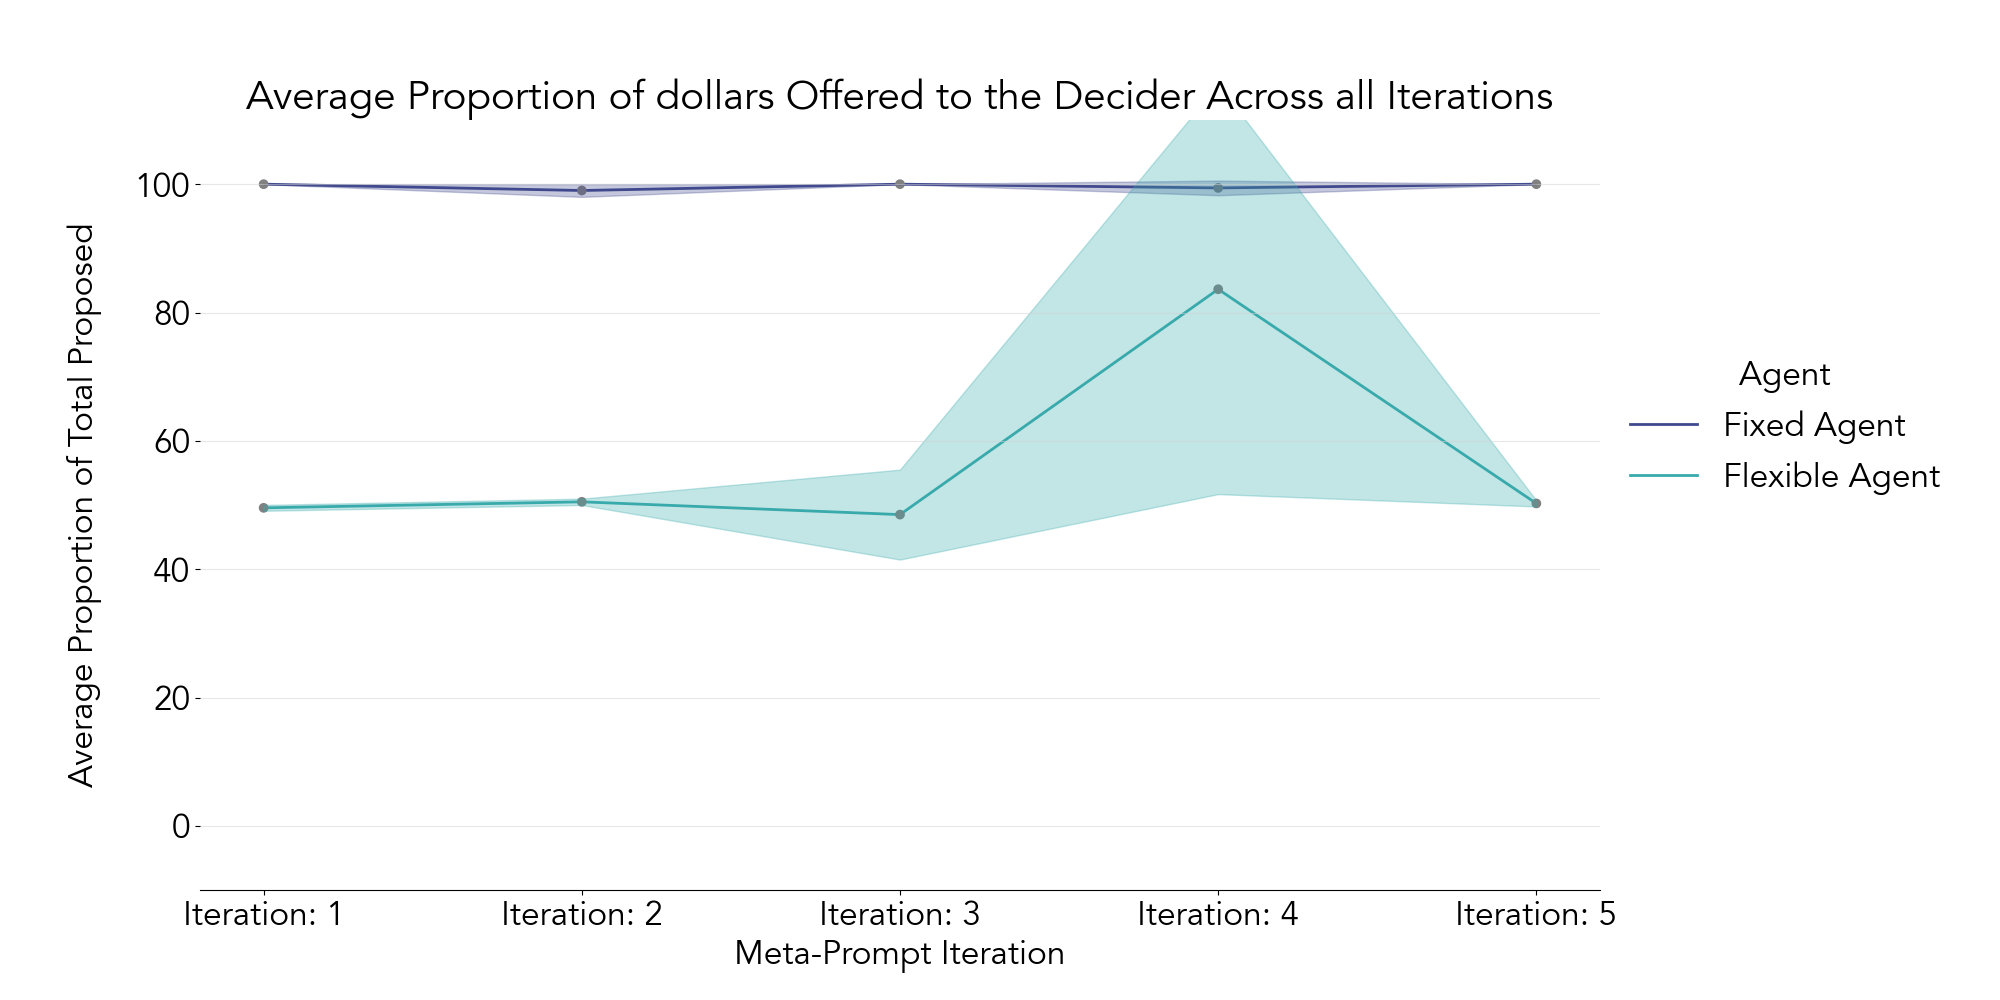 Average Proportion of dollars Offered to the Decider Across all Iterations
Average Proportion of Total Proposed
100
80
60
40
20
0
Iteration: 1
Iteration: 2
Iteration: 3
Iteration: 4
Iteration: 5
Meta-Prompt Iteration
Agent
Fixed Agent
Flexible Agent